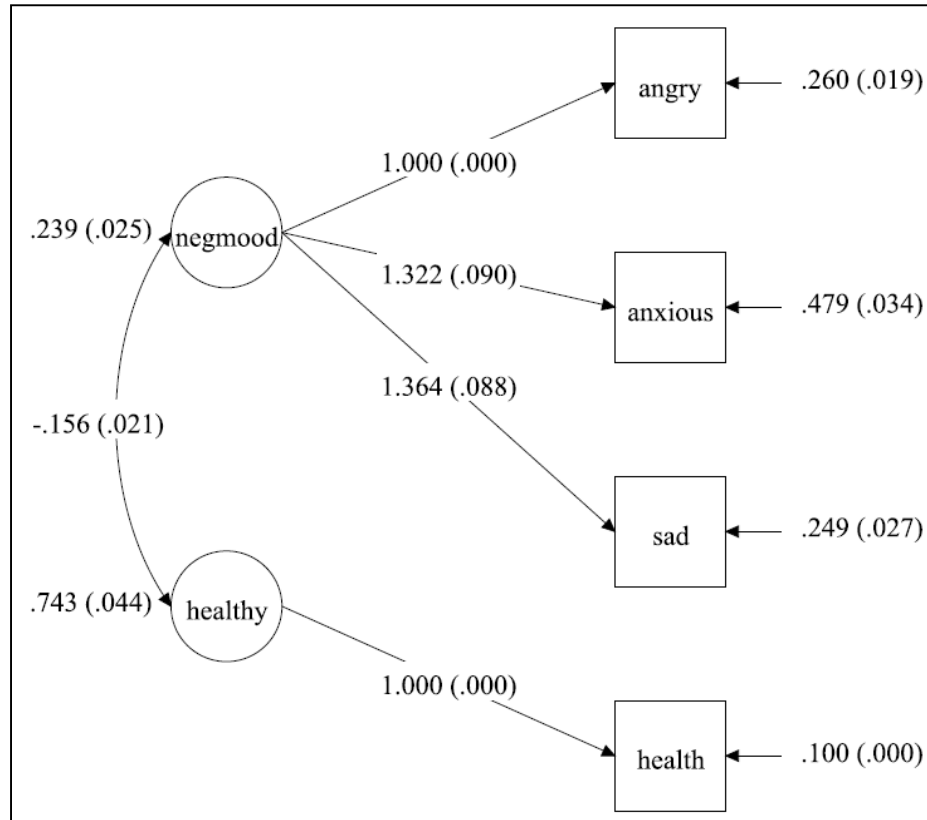 angry
.260 (.019)
1.000 (.000)
.239 (.025)
negmood
1.322 (.090)
anxious
.479 (.034)
1.364 (.088)
-.156 (.021)
sad
.249 (.027)
.743 (.044)
healthy
1.000 (.000)
health
.100 (.000)